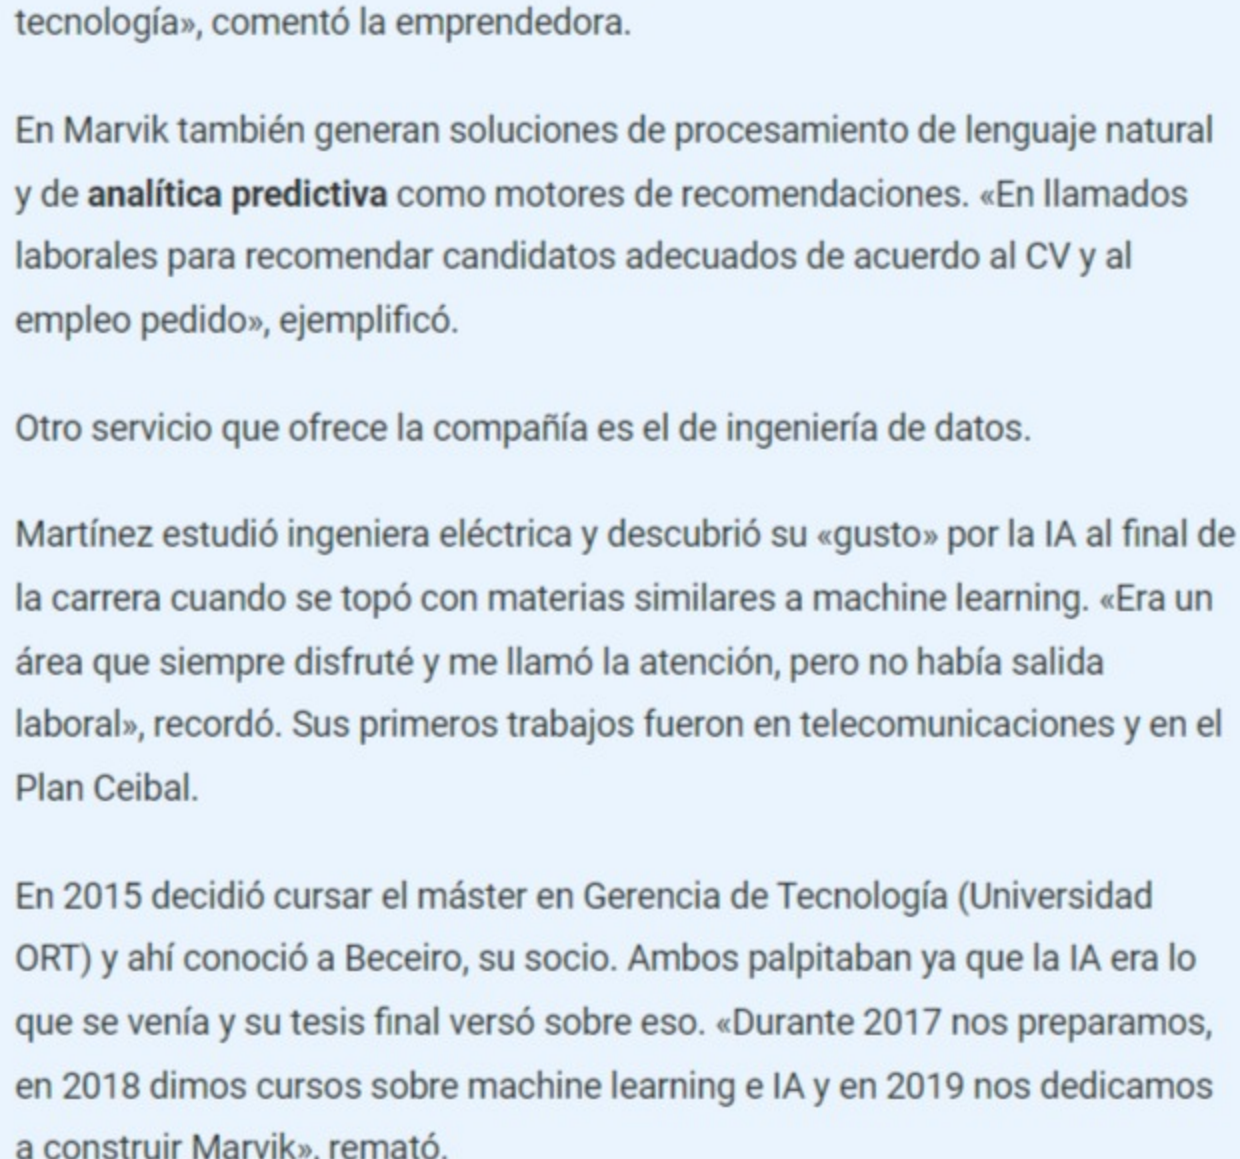 tecnología», comentó la emprendedora.
En Marvik también generan soluciones de procesamiento de lenguaje natural
y de analítica predictiva como motores de recomendaciones. «En llamados
laborales para recomendar candidatos adecuados de acuerdo al CV y al
empleo pedido», ejemplificó.
Otro servicio que ofrece la compañía es el de ingeniería de datos.
Martínez estudió ingeniera eléctrica y descubrió su «gusto» por la IA al final de
la carrera cuando se topó con materias similares a machine learning. «Era un
área que siempre disfruté y me llamó la atención, pero no había salida
laboral», recordó. Sus primeros trabajos fueron en telecomunicaciones y en el
Plan Ceibal.
En 2015 decidió cursar el máster en Gerencia de Tecnología (Universidad
ORT) y ahí conoció a Beceiro, su socio. Ambos palpitaban ya que la IA era lo
que se venía y su tesis final versó sobre eso. «Durante 2017 nos preparamos,
en 2018 dimos cursos sobre machine learning e IA y en 2019 nos dedicamos
a construir Marvik», remató.